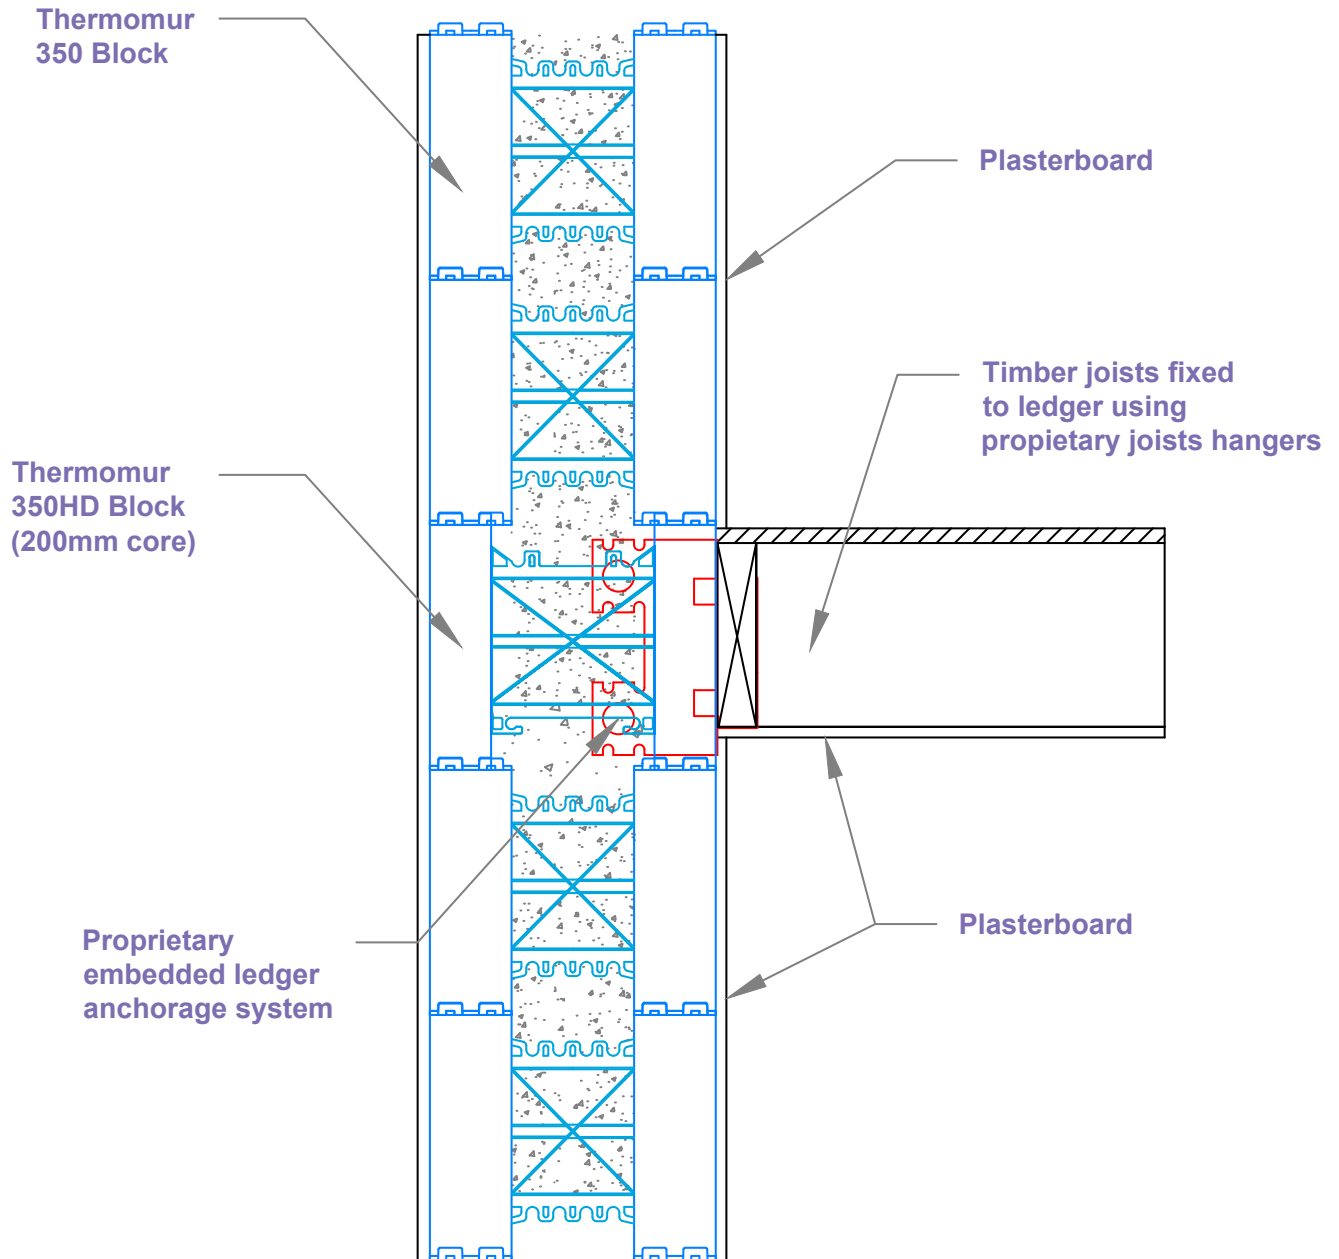 Thermomur
350 Block
Plasterboard
Timber joists fixed
to ledger using
propietary joists hangers
Thermomur
350HD Block
(200mm core)
Proprietary
embedded ledger
anchorage system
Plasterboard